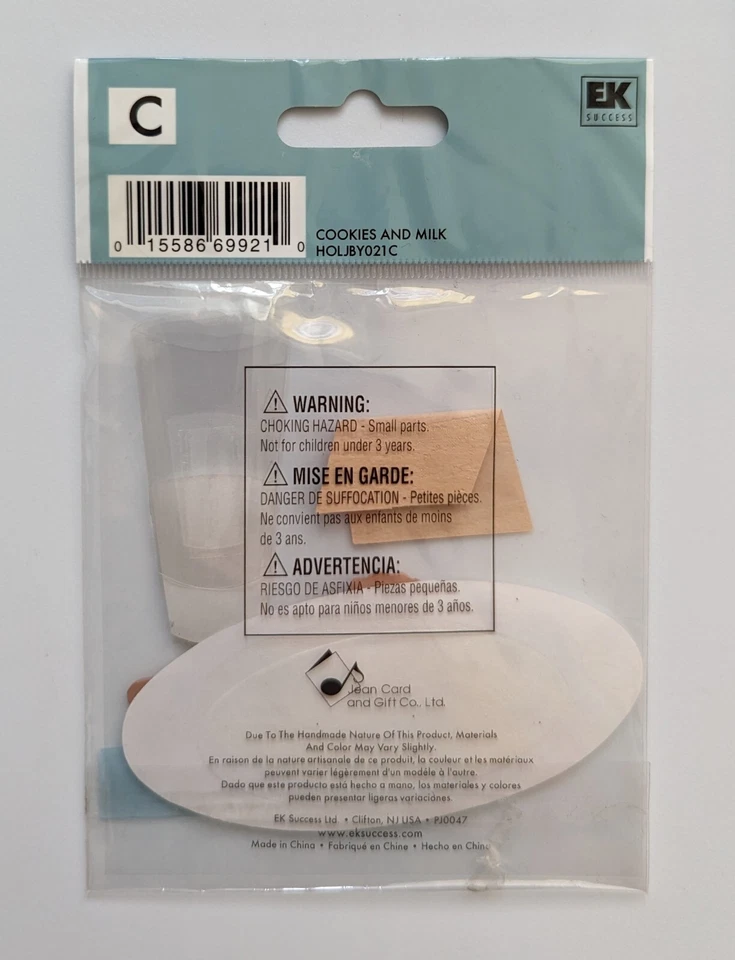 C
EK
SUCCESS
0 15586 69921 0
COOKIES AND MILK
HOLJBY021C
WARNING:
CHOKING HAZARD - Small parts.
Not for children under 3 years.
MISE EN GARDE:
DANGER DE SUFFOCATION - Petites pièces.
Ne convient pas aux enfants de moins
de 3 ans.
ADVERTENCIA:
RIESGO DE ASFIXIA - Piezas pequeñas.
No es apto para niños menores de 3 años.
Jean Card
and Gift Co., Ltd.
Due To The Handmade Nature Of This Product, Materials
And Color May Vary Slightly.
En raison de la nature artisanale de ce produit, la couleur et les matériaux
peuvent varier légèrement d'un modéle à l'autre.
Dado que este producto está hecho a mano, los materiales y colores
pueden presentar ligeras variaciónes.
EK Success Ltd. • Clifton, NJ USA • PJ0047
www.eksuccess.com
Made in China • Fabriqué en Chine • Hecho en China